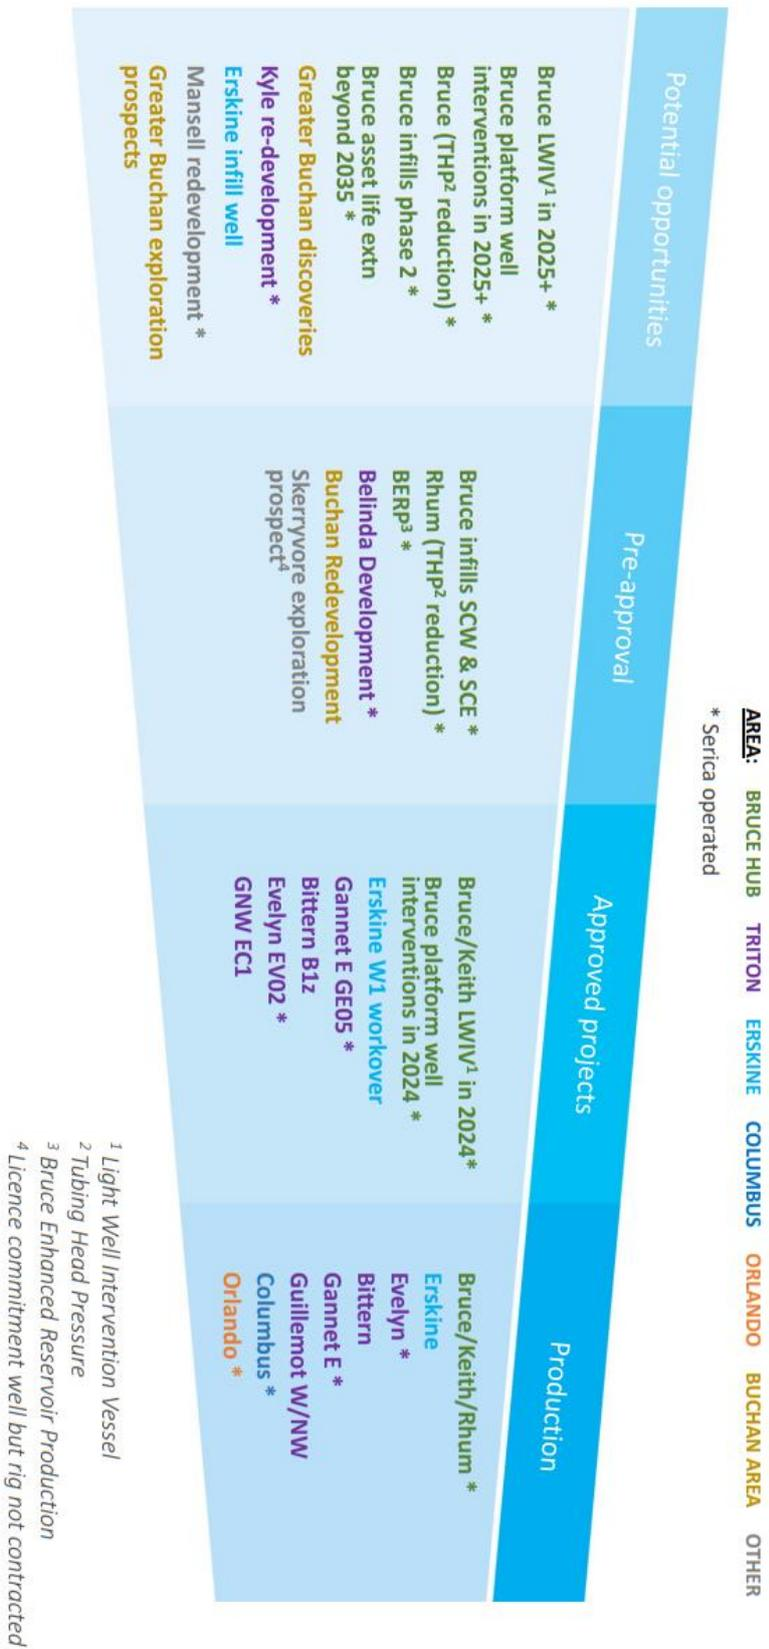 AREA: BRUCE HUB TRITON ERSKINE COLUMBUS ORLANDO BUCHAN AREA OTHER
* Serica operated
Potential opportunities
Bruce LWIV¹ in 2025+ *
Bruce platform well
interventions in 2025+ *
Bruce (THP² reduction) *
Bruce infills phase 2 *
Bruce asset life extn
beyond 2035 *
Greater Buchan discoveries
Kyle re-development *
Erskine infill well
Mansell redevelopment *
Greater Buchan exploration
prospects
Pre-approval
Bruce infills SCW & SCE *
Rhum (THP² reduction) *
BERP³ *
Belinda Development *
Buchan Redevelopment
Skerryvore exploration
prospect⁴
Approved projects
Bruce/Keith LWIV¹ in 2024*
Bruce platform well
interventions in 2024 *
Erskine W1 workover
Gannet E GE05 *
Bittern B1z
Evelyn EV02 *
GNW EC1
Production
Bruce/Keith/Rhum *
Erskine
Evelyn *
Bittern
Gannet E *
Guillemot W/NW
Columbus *
Orlando *
¹ Light Well Intervention Vessel
² Tubing Head Pressure
³ Bruce Enhanced Reservoir Production
⁴ Licence commitment well but rig not contracted